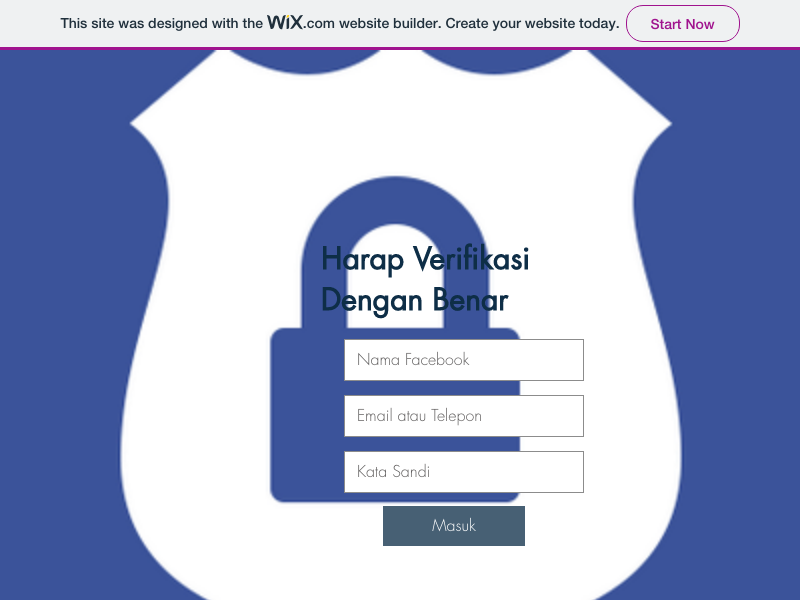 This site was designed with the WiX.com website builder. Create your website today. Start Now
Harap Verifikasi
Dengan Benar
Nama Facebook
Email atau Telepon
Kata Sandi
Masuk